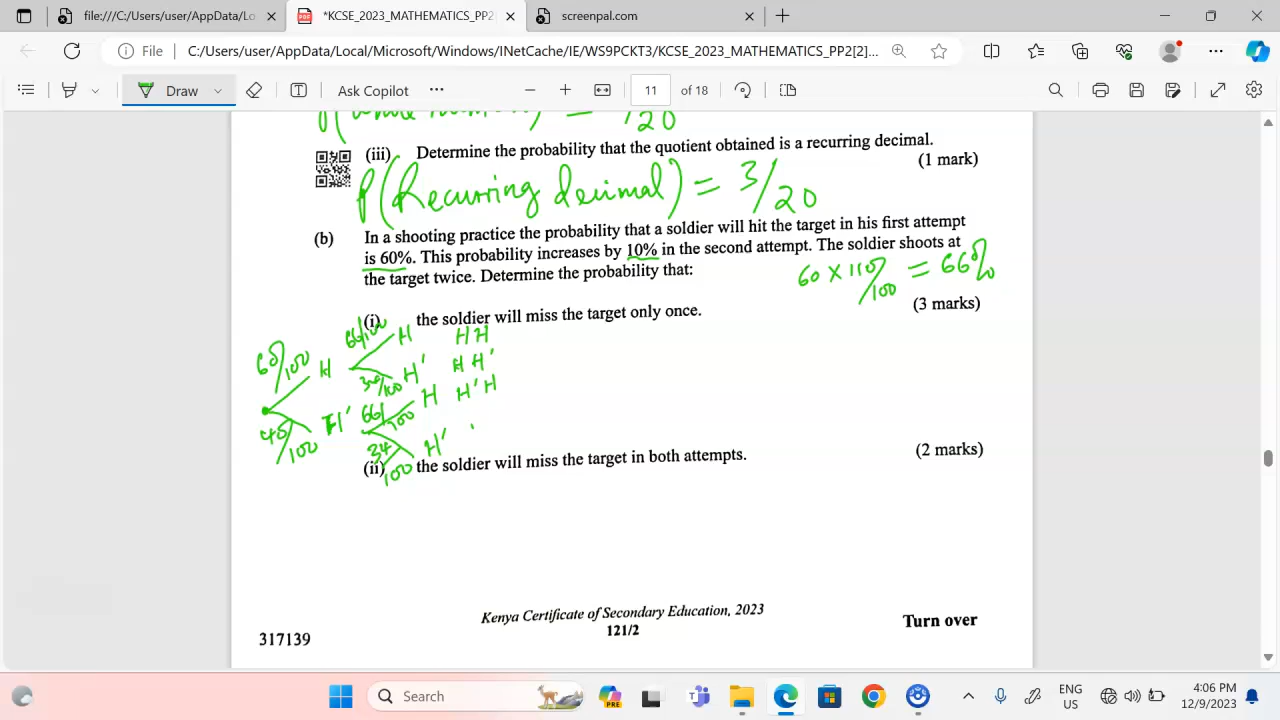 file:///C:/Users/user/AppData/Lo
*KCSE_2023_MATHEMATICS_PP2[
screenpal.com
File
C:/Users/user/AppData/Local/Microsoft/Windows/INetCache/IE/WS9PCKT3/KCSE_2023_MATHEMATICS_PP2[2]...
Draw
Ask Copilot
11 of 18
(iii) Determine the probability that the quotient obtained is a recurring decimal.
(1 mark)
P(Recurring decimal) = 3/20
(b) In a shooting practice the probability that a soldier will hit the target in his first attempt
is 60%. This probability increases by 10% in the second attempt. The soldier shoots at
the target twice. Determine the probability that:
60 x 110/100 = 66%
(i) the soldier will miss the target only once.
(3 marks)
66/100 H HH
60/100 H
34/100 H' HH'
66/100 H H'H
40/100 H'
34/100 H'
(ii) the soldier will miss the target in both attempts.
(2 marks)
Kenya Certificate of Secondary Education, 2023
121/2
Turn over
317139
Search
PRE
ENG
US
4:06 PM
12/9/2023